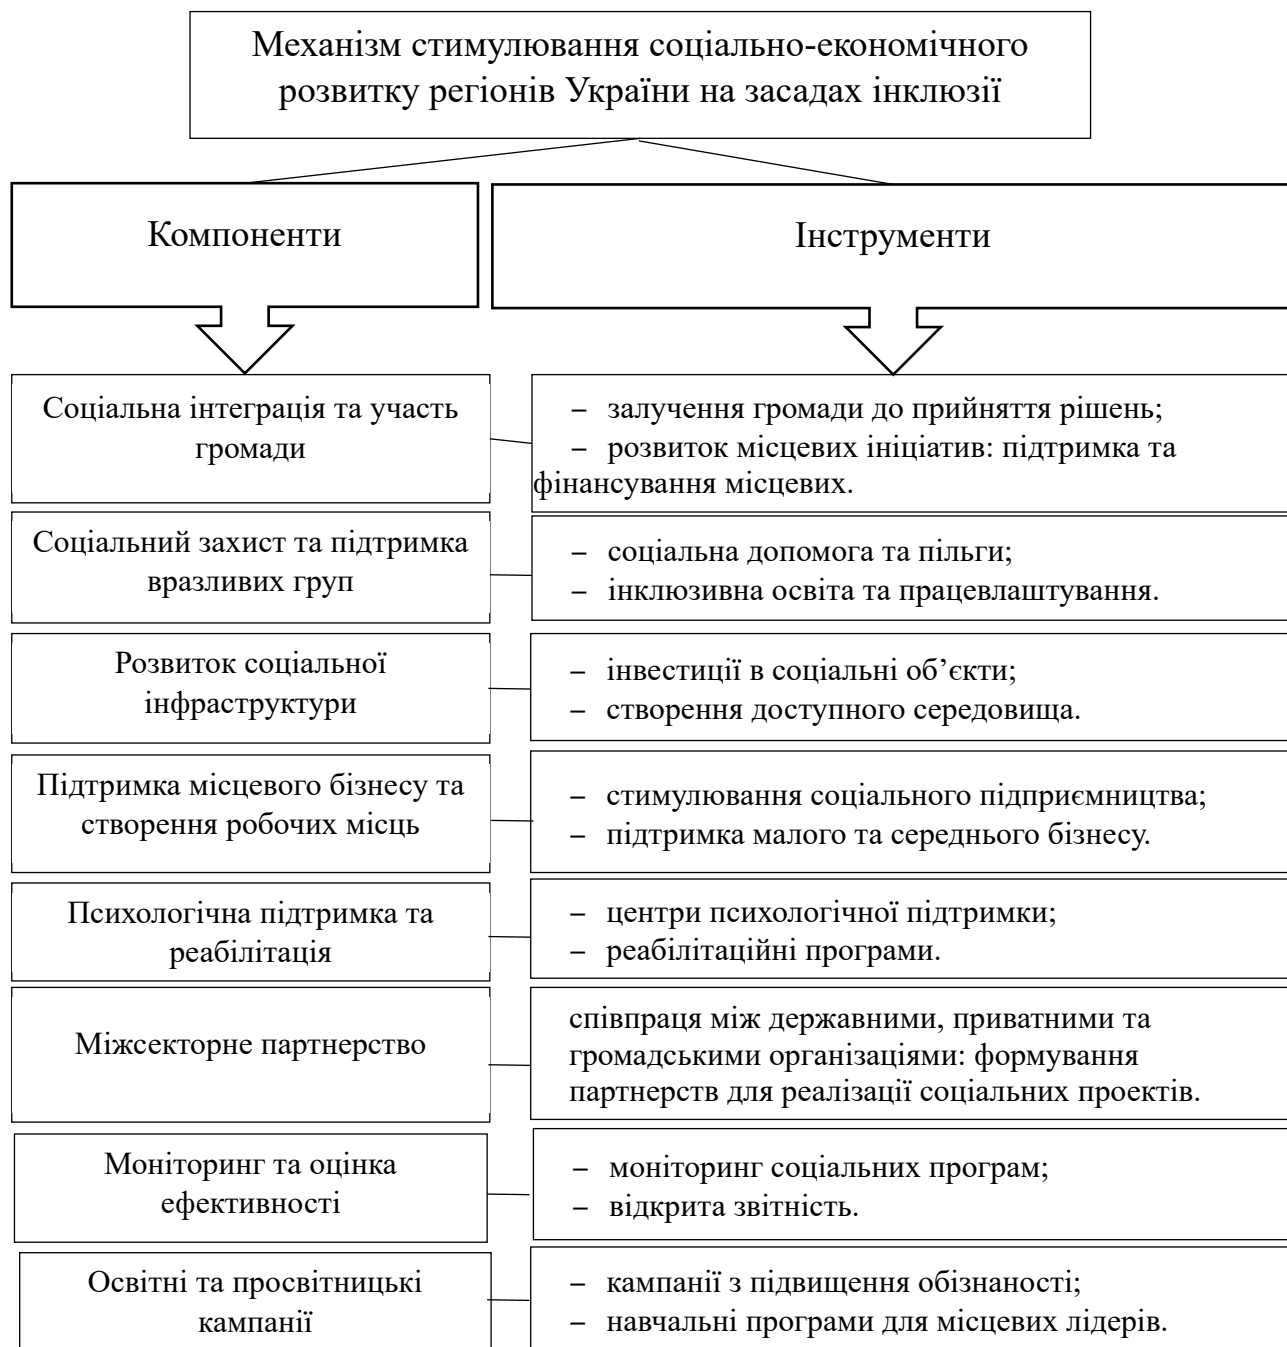 Механізм стимулювання соціально-економічного
розвитку регіонів України на засадах інклюзії
Компоненти
Інструменти
Соціальна інтеграція та участь
громади
– залучення громади до прийняття рішень;
– розвиток місцевих ініціатив: підтримка та
фінансування місцевих.
Соціальний захист та підтримка
вразливих груп
– соціальна допомога та пільги;
– інклюзивна освіта та працевлаштування.
Розвиток соціальної
інфраструктури
– інвестиції в соціальні об’єкти;
– створення доступного середовища.
Підтримка місцевого бізнесу та
створення робочих місць
– стимулювання соціального підприємництва;
– підтримка малого та середнього бізнесу.
Психологічна підтримка та
реабілітація
– центри психологічної підтримки;
– реабілітаційні програми.
Міжсекторне партнерство
співпраця між державними, приватними та
громадськими організаціями: формування
партнерств для реалізації соціальних проектів.
Моніторинг та оцінка
ефективності
– моніторинг соціальних програм;
– відкрита звітність.
Освітні та просвітницькі
кампанії
– кампанії з підвищення обізнаності;
– навчальні програми для місцевих лідерів.